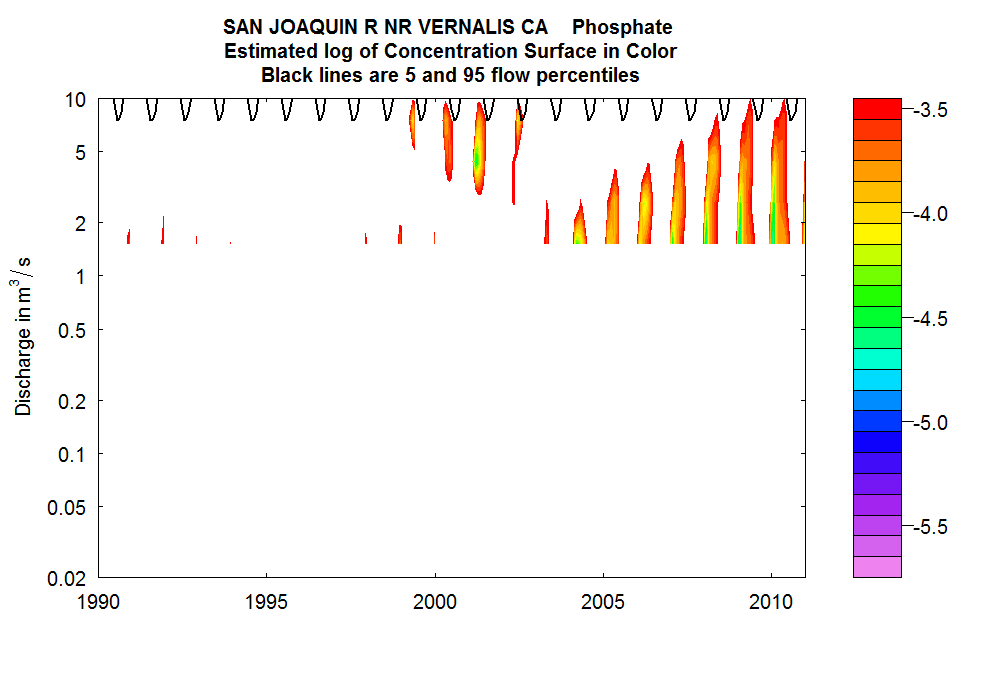 SAN JOAQUIN R NR VERNALIS CA Phosphate
Estimated log of Concentration Surface in Color
Black lines are 5 and 95 flow percentiles
Discharge in m³/s
10
5
2
1
0.5
0.2
0.1
0.05
0.02
1990 1995 2000 2005 2010
-3.5
-4.0
-4.5
-5.0
-5.5